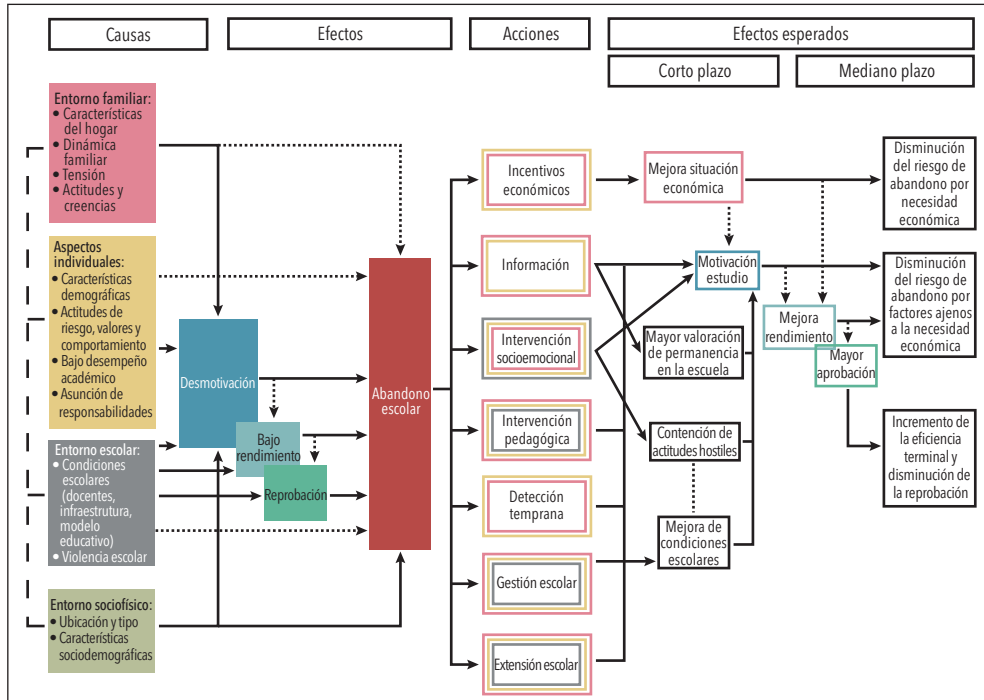 Causas
Efectos
Acciones
Efectos esperados
Corto plazo
Mediano plazo
Entorno familiar:
• Características
del hogar
• Dinámica
familiar
• Tensión
• Actitudes y
creencias
Aspectos
individuales:
• Características
demográficas
• Actitudes de
riesgo, valores y
comportamiento
• Bajo desempeño
académico
• Asunción de
responsabilidades
Entorno escolar:
• Condiciones
escolares
(docentes,
infraestrutura,
modelo
educativo)
• Violencia escolar
Entorno sociofísico:
• Ubicación y tipo
• Características
sociodemográficas
Desmotivación
Bajo
rendimiento
Reprobación
Abandono
escolar
Incentivos
económicos
Información
Intervención
socioemocional
Intervención
pedagógica
Detección
temprana
Gestión escolar
Extensión escolar
Mejora situación
económica
Motivación
estudio
Mayor valoración
de permanencia
en la escuela
Contención de
actitudes hostiles
Mejora de
condiciones
escolares
Mejora
rendimiento
Mayor
aprobación
Disminución
del riesgo de
abandono por
necesidad
económica
Disminución
del riesgo de
abandono por
factores ajenos
a la necesidad
económica
Incremento de
la eficiencia
terminal y
disminución de
la reprobación